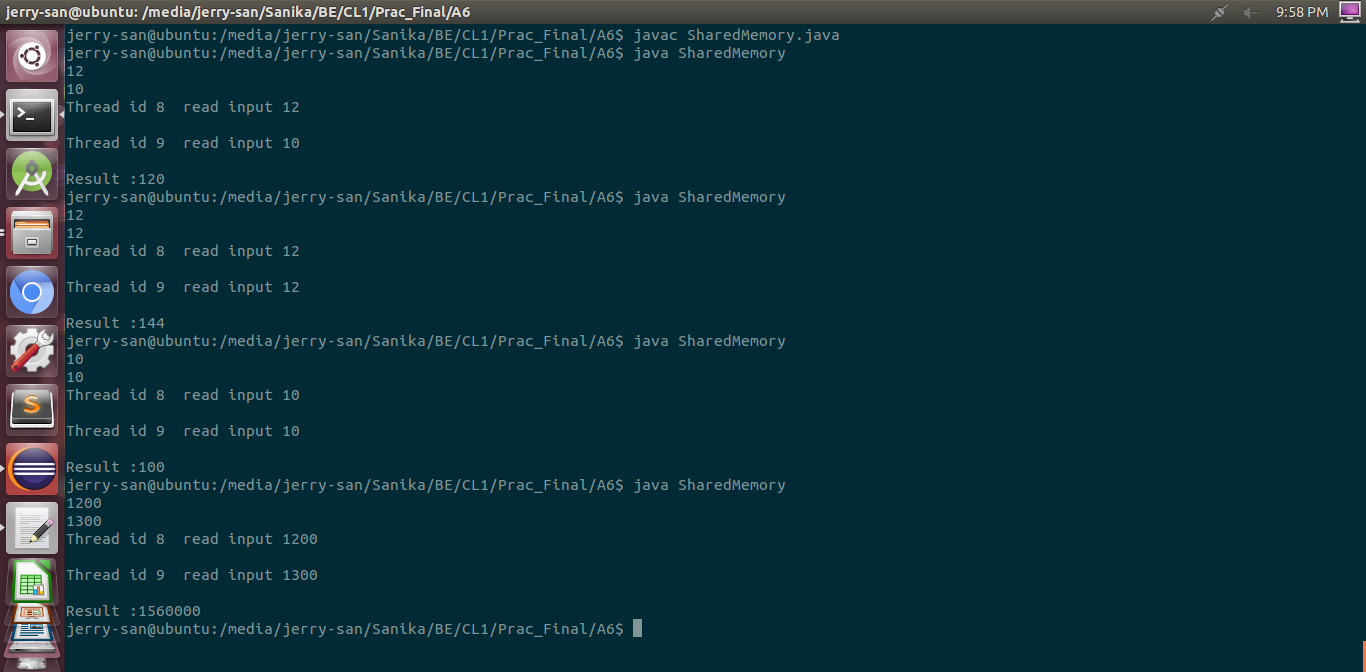 jerry-san@ubuntu: /media/jerry-san/Sanika/BE/CL1/Prac_Final/A6
9:58 PM
jerry-san@ubuntu:/media/jerry-san/Sanika/BE/CL1/Prac_Final/A6$ javac SharedMemory.java
jerry-san@ubuntu:/media/jerry-san/Sanika/BE/CL1/Prac_Final/A6$ java SharedMemory
12
10
Thread id 8  read input 12
Thread id 9  read input 10
Result :120
jerry-san@ubuntu:/media/jerry-san/Sanika/BE/CL1/Prac_Final/A6$ java SharedMemory
12
12
Thread id 8  read input 12
Thread id 9  read input 12
Result :144
jerry-san@ubuntu:/media/jerry-san/Sanika/BE/CL1/Prac_Final/A6$ java SharedMemory
10
10
Thread id 8  read input 10
Thread id 9  read input 10
Result :100
jerry-san@ubuntu:/media/jerry-san/Sanika/BE/CL1/Prac_Final/A6$ java SharedMemory
1200
1300
Thread id 8  read input 1200
Thread id 9  read input 1300
Result :1560000
jerry-san@ubuntu:/media/jerry-san/Sanika/BE/CL1/Prac_Final/A6$